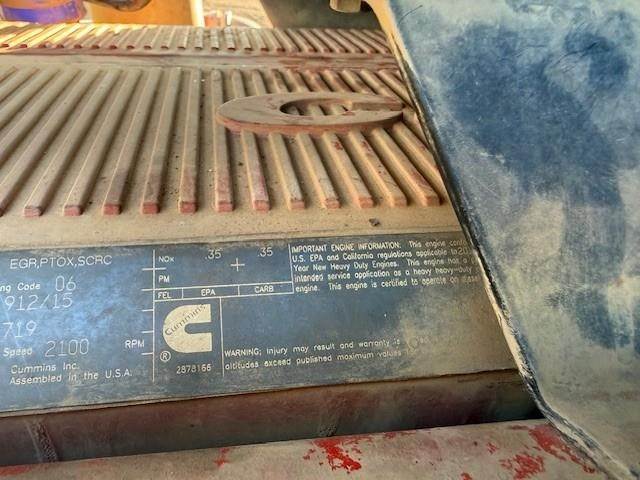 EGR,PTOX,SCRC
ng Code 06
912/15
719
Speed 2100 RPM
Cummins Inc.
Assembled in the U.S.A.
NOx .35 .35
PM
FEL EPA CARB
Cummins
®
2878166
IMPORTANT ENGINE INFORMATION: This engine
U.S. EPA and California regulations applicable to
Year New Heavy Duty Engines. This engine has a
intended service application as a heavy heavy-duty
engine. This engine is certified to operate on
WARNING: Injury may result and warranty is
altitudes exceed published maximum values